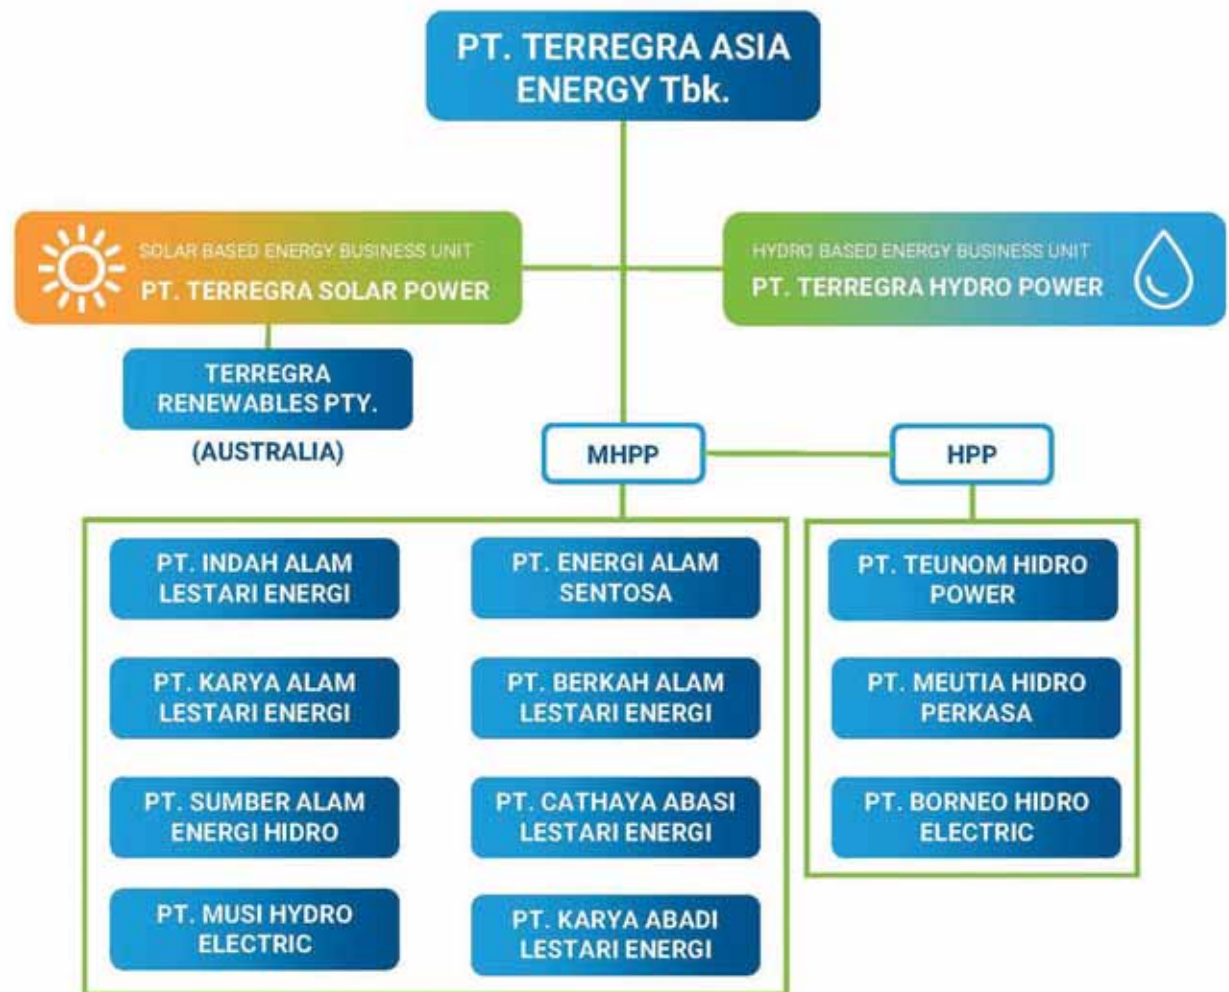 PT. TERREGRA ASIA
ENERGY Tbk.
SOLAR BASED ENERGY BUSINESS UNIT
PT. TERREGRA SOLAR POWER
HYDRO BASED ENERGY BUSINESS UNIT
PT. TERREGRA HYDRO POWER
TERREGRA
RENEWABLES PTY.
(AUSTRALIA)
MHPP
HPP
PT. INDAH ALAM
LESTARI ENERGI
PT. ENERGI ALAM
SENTOSA
PT. TEUNOM HIDRO
POWER
PT. KARYA ALAM
LESTARI ENERGI
PT. BERKAH ALAM
LESTARI ENERGI
PT. MEUTIA HIDRO
PERKASA
PT. SUMBER ALAM
ENERGI HIDRO
PT. CATHAYA ABASI
LESTARI ENERGI
PT. BORNEO HIDRO
ELECTRIC
PT. MUSI HYDRO
ELECTRIC
PT. KARYA ABADI
LESTARI ENERGI